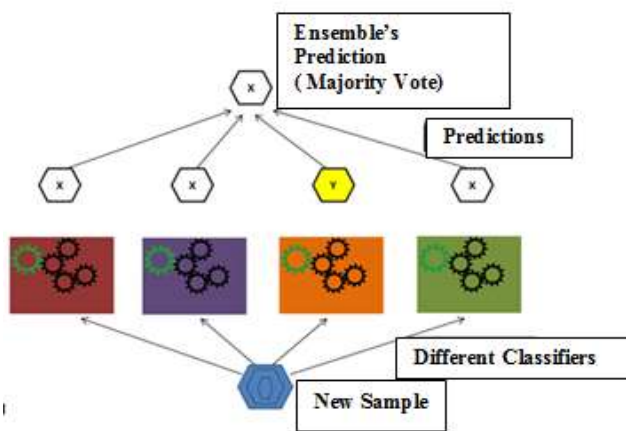 Ensemble's
Prediction
( Majority Vote)
X
Predictions
X X Y X
Different Classifiers
New Sample